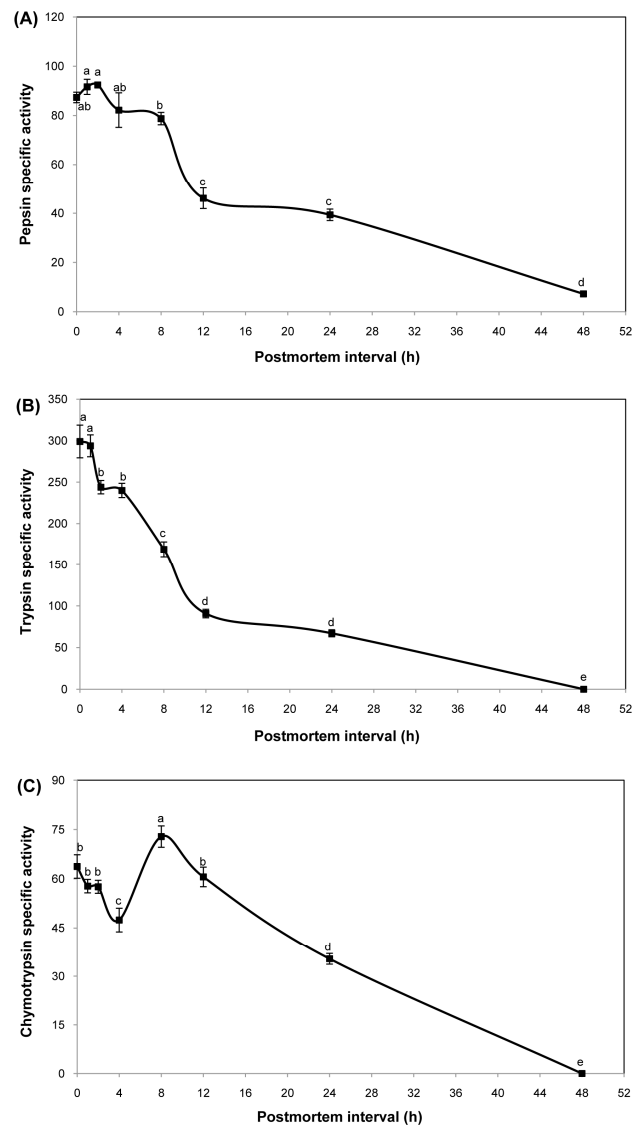 (A)
Pepsin specific activity
120
100
80
60
40
20
0
ab
a
a
ab
b
c
c
d
0 4 8 12 16 20 24 28 32 36 40 44 48 52
Postmortem interval (h)
(B)
Trypsin specific activity
350
300
250
200
150
100
50
0
a
a
b
b
c
d
d
e
0 4 8 12 16 20 24 28 32 36 40 44 48 52
Postmortem interval (h)
(C)
Chymotrypsin specific activity
90
75
60
45
30
15
0
b
b
b
c
a
b
d
e
0 4 8 12 16 20 24 28 32 36 40 44 48 52
Postmortem interval (h)